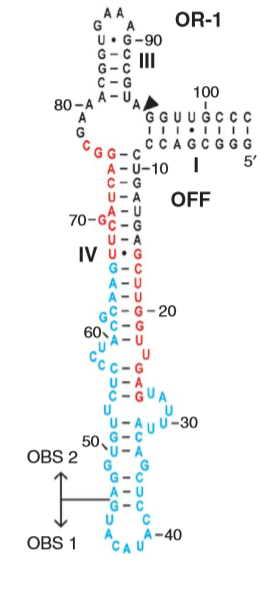 OR-1
A A
G A
U • G-90
G - C
G - C III
C - G
A - U
80-A A
100
A G G U U G C C C
G C C A G C G G G
I 5′
C G G - C
A - U-10
C - G
U - A OFF
A - U
70-G C - G
U - A
IV U • G
G - C
A - U
A - U
G C - G-20
C - G
60 A - U
U U
C C C - G
U - A
C - G U A
U U
U U U U-30
G - A
50 G C
U - A
OBS 2 G G
G - C
A - U
G - C
OBS 1 U C
A A-40
C A U